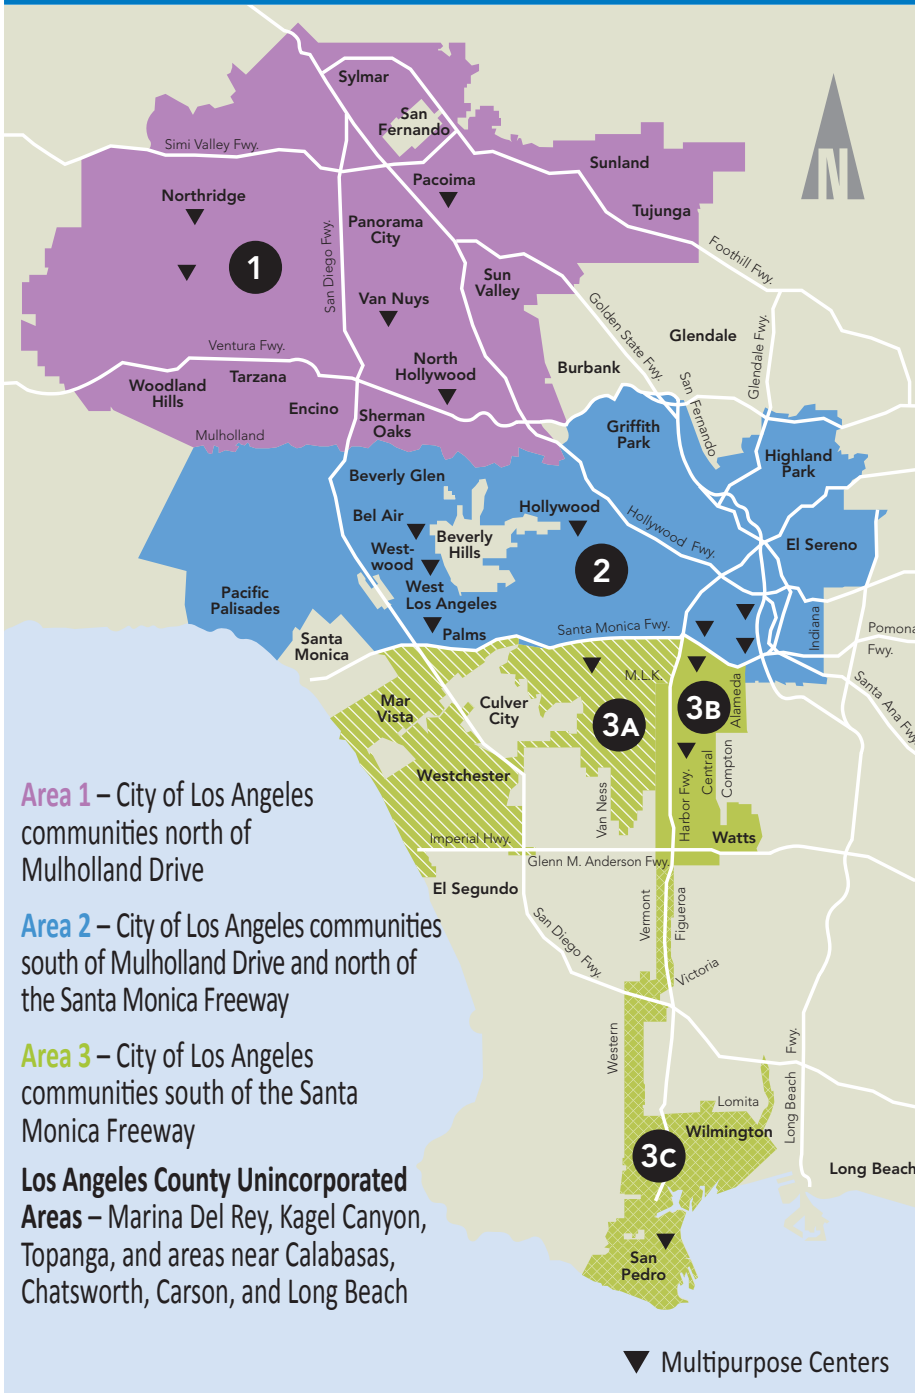 Sylmar
San
Fernando
Simi Valley Fwy.
Sunland
N
Pacoima
Northridge
Tujunga
Panorama
City
San Diego Fwy.
Foothill Fwy.
1
Sun
Valley
Van Nuys
Golden State Fwy.
Glendale
Glendale Fwy.
Ventura Fwy.
North
Hollywood
Burbank
San Fernando
Woodland
Hills
Tarzana
Encino
Sherman
Oaks
Mulholland
Griffith
Park
Highland
Park
Beverly Glen
Hollywood
Hollywood Fwy.
Bel Air
Beverly
Hills
El Sereno
West-
wood
2
West
Los Angeles
Pacific
Palisades
Palms
Santa Monica Fwy.
Indiana
Pomona
Fwy.
Santa
Monica
M.L.K.
Alameda
Santa Ana Fwy.
Mar
Vista
Culver
City
3A
3B
Westchester
Central
Compton
Van Ness
Harbor Fwy.
Imperial Hwy.
Watts
Glenn M. Anderson Fwy.
El Segundo
San Diego Fwy.
Vermont
Figueroa
Victoria
Western
Long Beach Fwy.
Lomita
Wilmington
3C
Long Beach
San
Pedro
Area 1 – City of Los Angeles
communities north of
Mulholland Drive
Area 2 – City of Los Angeles communities
south of Mulholland Drive and north of
the Santa Monica Freeway
Area 3 – City of Los Angeles
communities south of the Santa
Monica Freeway
Los Angeles County Unincorporated
Areas – Marina Del Rey, Kagel Canyon,
Topanga, and areas near Calabasas,
Chatsworth, Carson, and Long Beach
Multipurpose Centers